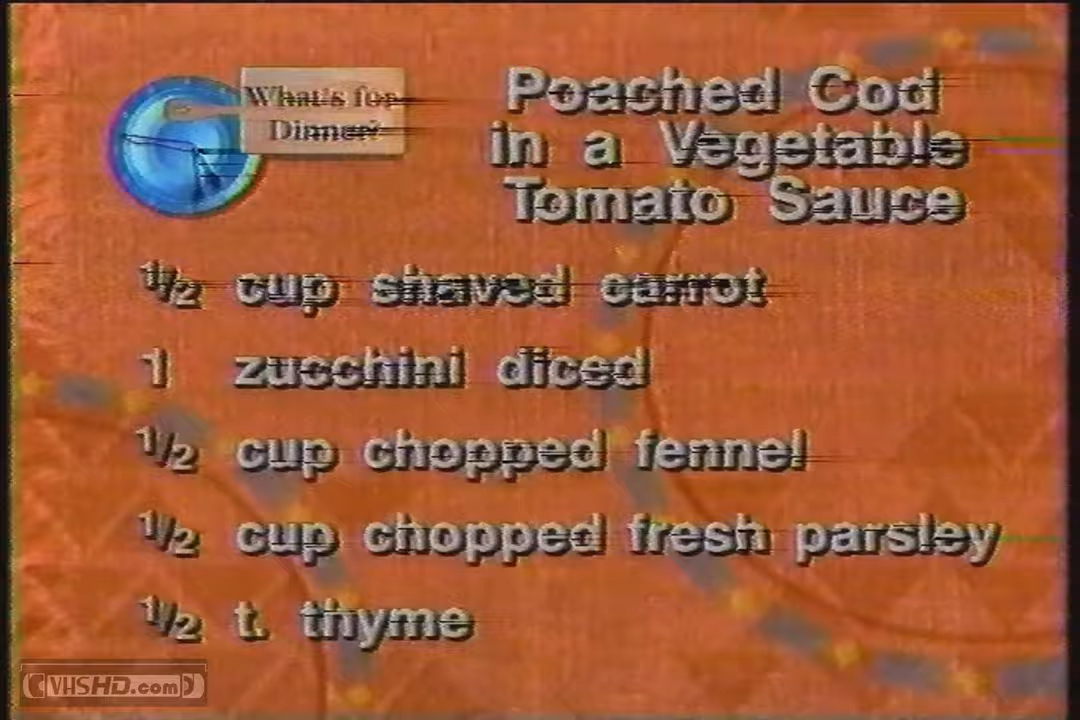 What's for
Dinner?
Poached Cod
in a Vegetable
Tomato Sauce
1/2 cup shaved carrot
1 zucchini diced
1/2 cup chopped fennel
1/2 cup chopped fresh parsley
1/2 t. thyme
VHSHD.com